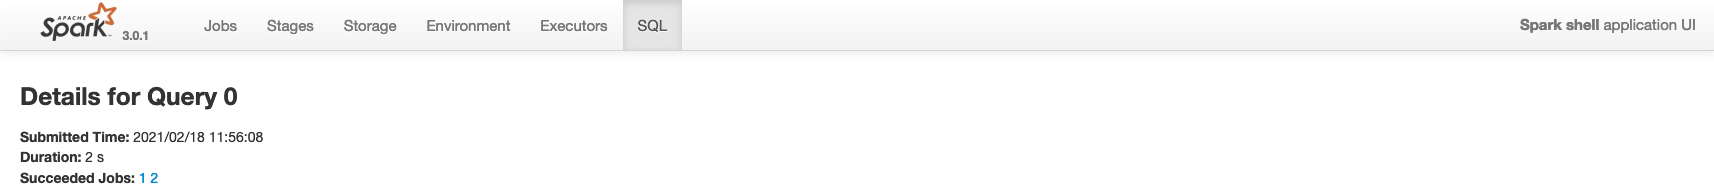 APACHE
Spark 3.0.1 Jobs Stages Storage Environment Executors SQL Spark shell application UI
Details for Query 0
Submitted Time: 2021/02/18 11:56:08
Duration: 2 s
Succeeded Jobs: 1 2